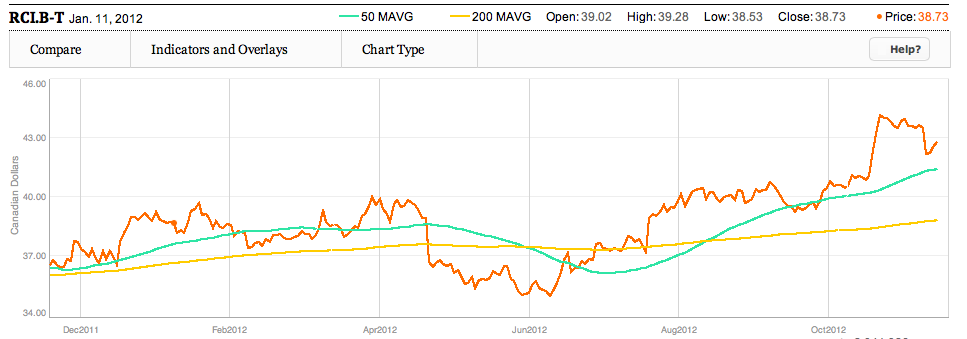 RCI.B-T Jan. 11, 2012 50 MAVG 200 MAVG Open: 39.02 High: 39.28 Low: 38.53 Close: 38.73 Price: 38.73
Compare Indicators and Overlays Chart Type Help?
46.00
43.00
40.00
37.00
34.00
Canadian Dollars
Dec2011 Feb2012 Apr2012 Jun2012 Aug2012 Oct2012